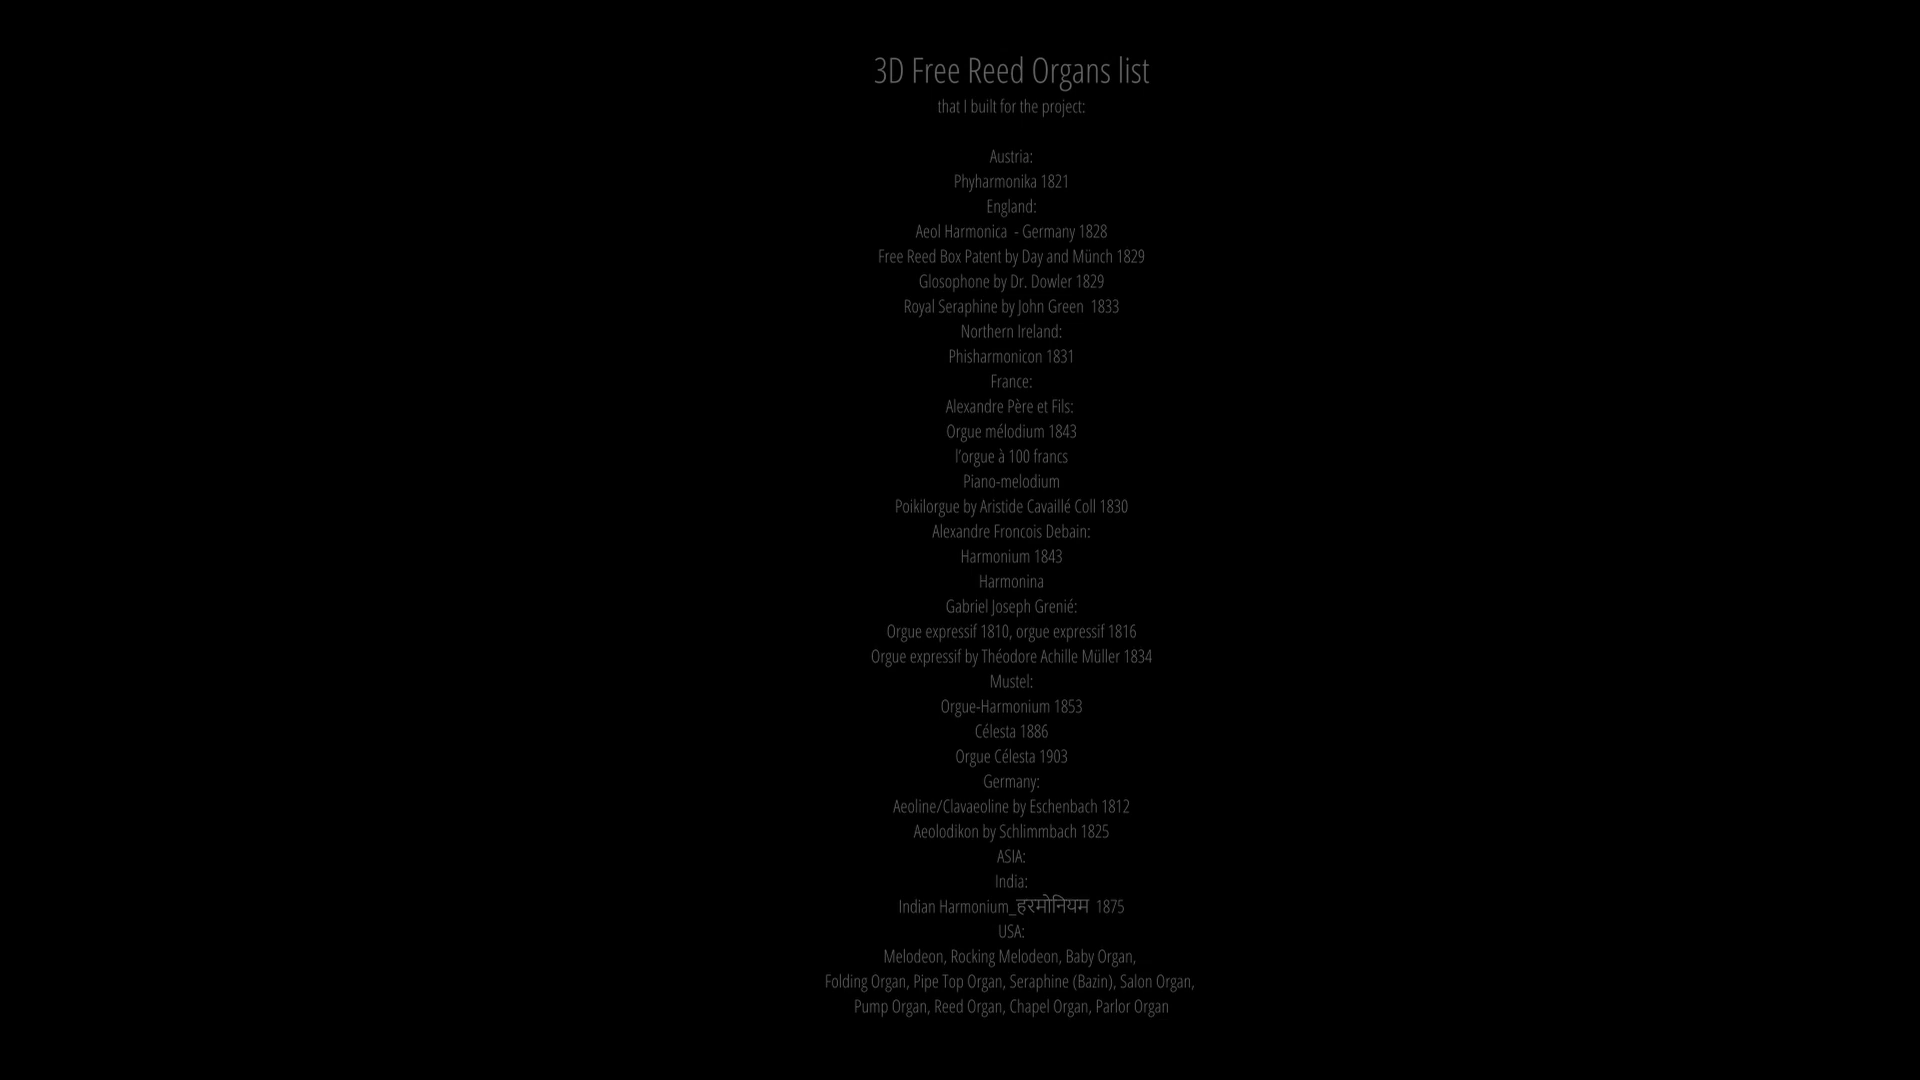 3D Free Reed Organs list
that I built for the project:
Austria:
Phyharmonika 1821
England:
Aeol Harmonica  - Germany 1828
Free Reed Box Patent by Day and Münch 1829
Glosophone by Dr. Dowler 1829
Royal Seraphine by John Green  1833
Northern Ireland:
Phisharmonicon 1831
France:
Alexandre Père et Fils:
Orgue mélodium 1843
l’orgue à 100 francs
Piano-melodium
Poikilorgue by Aristide Cavaillé Coll 1830
Alexandre Froncois Debain:
Harmonium 1843
Harmonina
Gabriel Joseph Grenié:
Orgue expressif 1810, orgue expressif 1816
Orgue expressif by Théodore Achille Müller 1834
Mustel:
Orgue-Harmonium 1853
Célesta 1886
Orgue Célesta 1903
Germany:
Aeoline/Clavaeoline by Eschenbach 1812
Aeolodikon by Schlimmbach 1825
ASIA:
India:
Indian Harmonium_हरमोनियम  1875
USA:
Melodeon, Rocking Melodeon, Baby Organ,
Folding Organ, Pipe Top Organ, Seraphine (Bazin), Salon Organ,
Pump Organ, Reed Organ, Chapel Organ, Parlor Organ